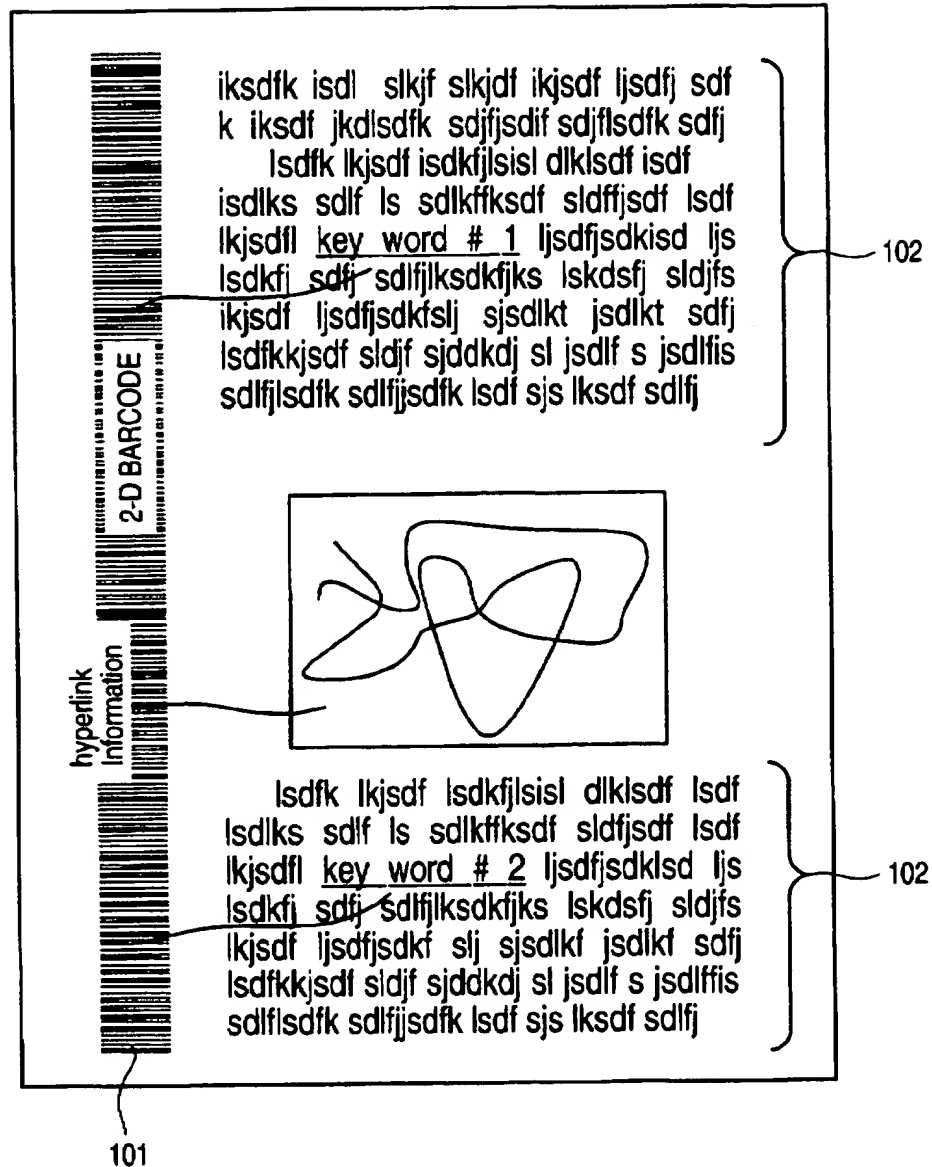 iksdfk isdl slkjf slkjdf ikjsdf ljsdfj sdf
k iksdf jkdlsdfk sdjfjsdif sdjflsdfk sdfj
lsdfk lkjsdf isdkfjlsisl dlklsdf isdf
isdlks sdlf ls sdlkffksdf sldffjsdf lsdf
lkjsdfl key word # 1 ljsdfjsdkisd ljs
lsdkfj sdfj sdlfjlksdkfjks lskdsfj sldjfs
ikjsdf ljsdfjsdkfslj sjsdlkt jsdlkt sdfj
lsdfkkjsdf sldjf sjddkdj sl jsdlf s jsdlfis
sdlfjlsdfk sdlfjjsdfk lsdf sjs lksdf sdlfj
102
2-D BARCODE
hyperlink
Information
lsdfk lkjsdf lsdkfjlsisl dlklsdf lsdf
lsdlks sdlf ls sdlkffksdf sldfjsdf lsdf
lkjsdfl key word # 2 ljsdfjsdklsd ljs
lsdkfj sdfj sdlfjlksdkfjks lskdsfj sldjfs
lkjsdf ljsdfjsdkf slj sjsdlkf jsdlkf sdfj
lsdfkkjsdf sldjf sjddkdj sl jsdlf s jsdlffis
sdlflsdfk sdlfjjsdfk lsdf sjs lksdf sdlfj
102
101